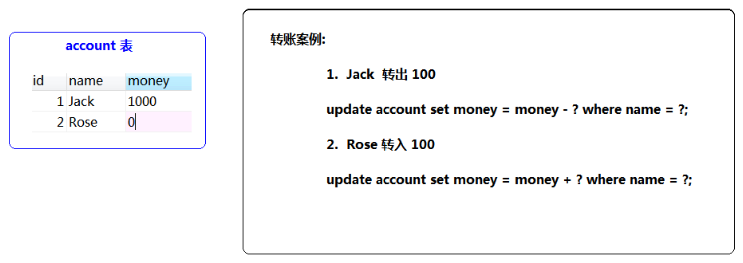 account 表
id name money
1 Jack 1000
2 Rose 0
转账案例:
1. Jack 转出 100
update account set money = money - ? where name = ?;
2. Rose 转入 100
update account set money = money + ? where name = ?;